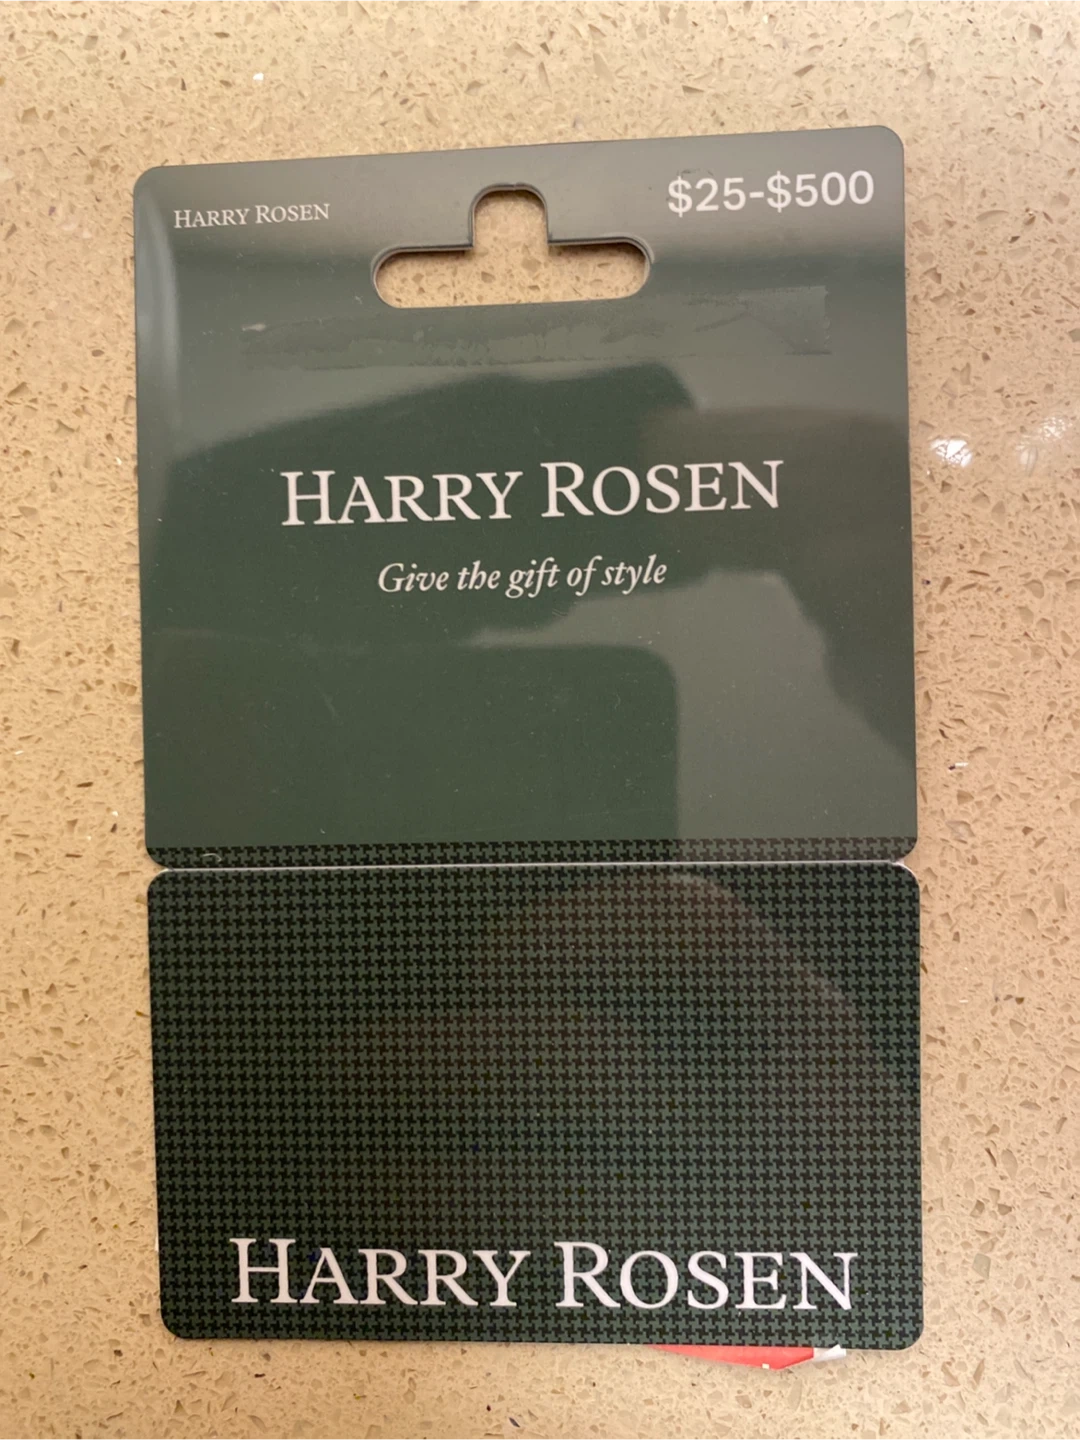 HARRY ROSEN
$25-$500
HARRY ROSEN
Give the gift of style
HARRY ROSEN